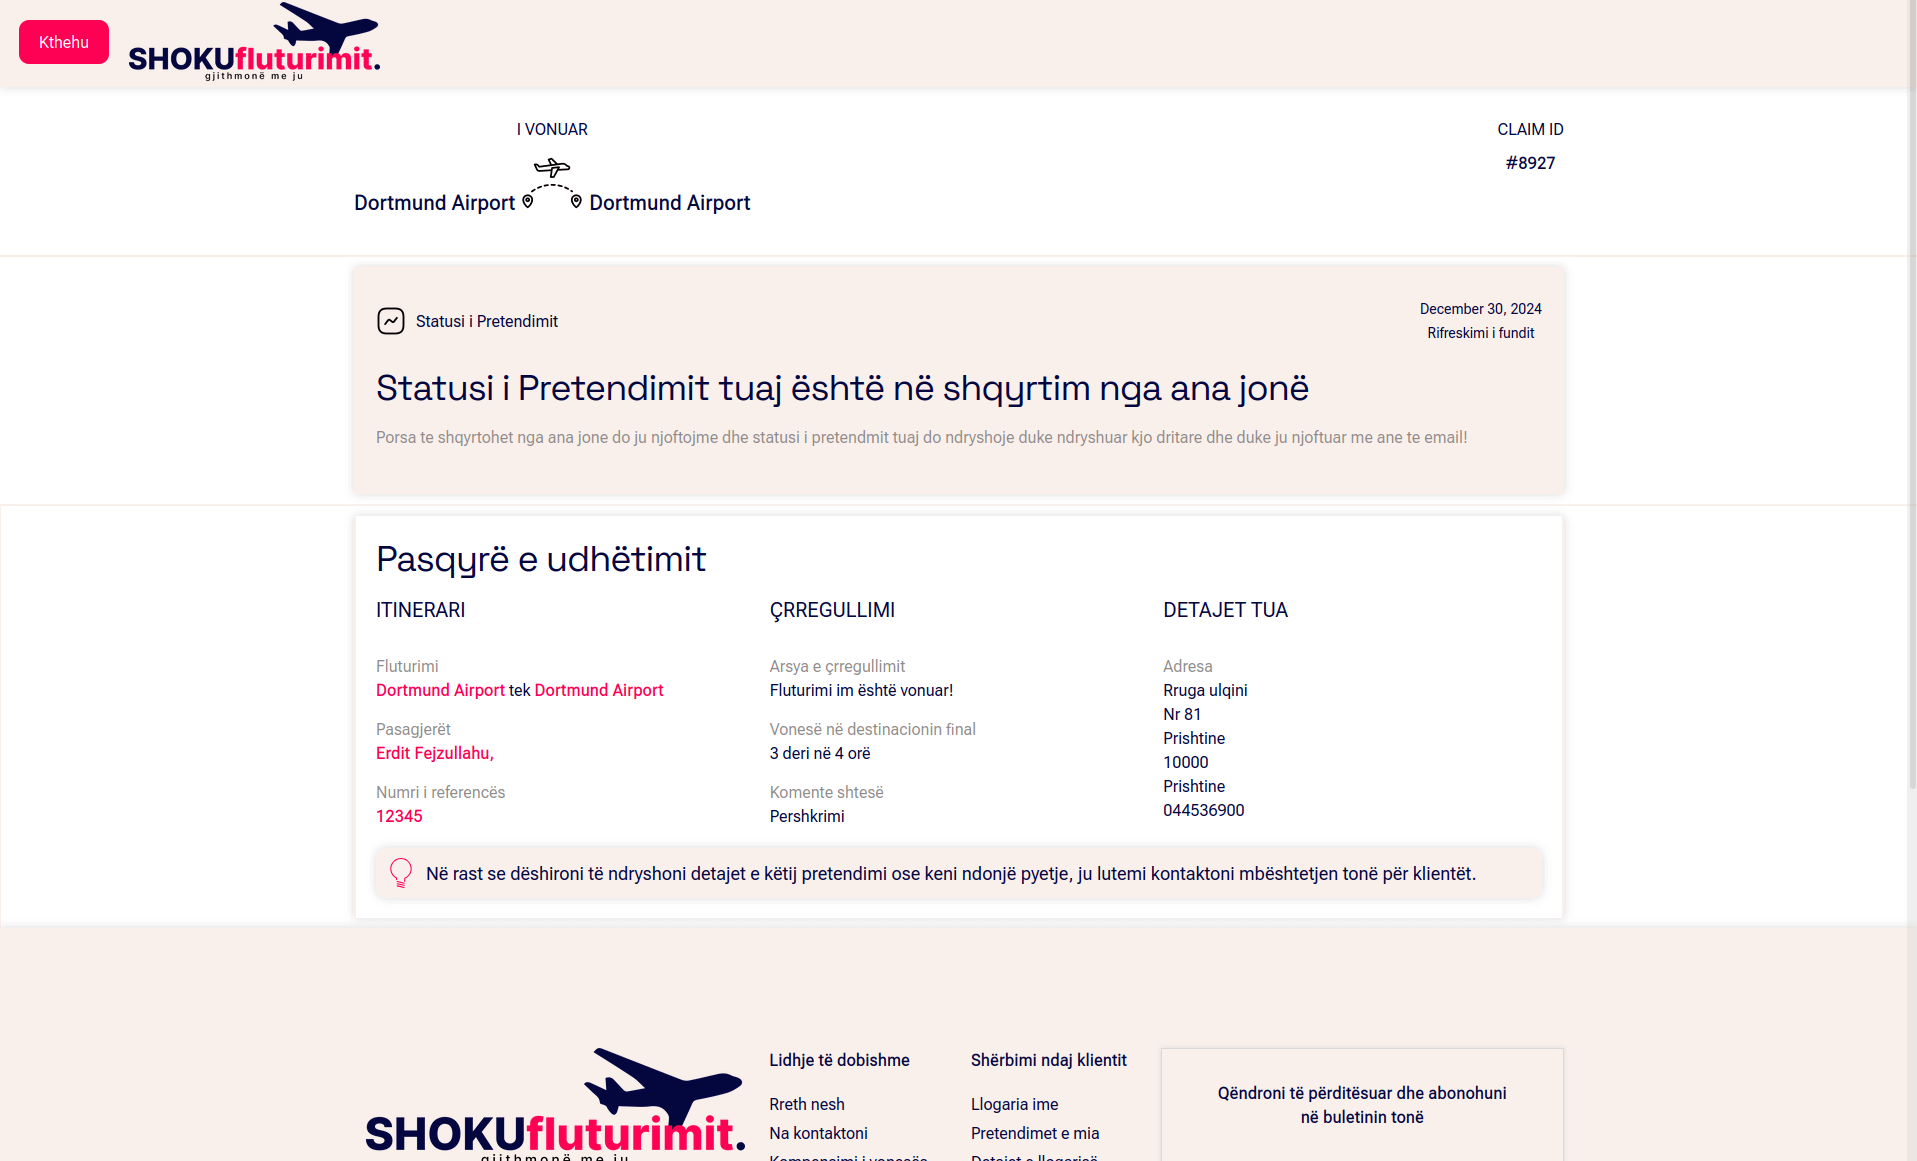 Kthehu
SHOKUfluturimit.
gjithmonë me ju
I VONUAR
Dortmund Airport
Dortmund Airport
CLAIM ID
#8927
Statusi i Pretendimit
December 30, 2024
Rifreskimi i fundit
Statusi i Pretendimit tuaj është në shqyrtim nga ana jonë
Porsa te shqyrtohet nga ana jone do ju njoftojme dhe statusi i pretendmit tuaj do ndryshoje duke ndryshuar kjo dritare dhe duke ju njoftuar me ane te email!
Pasqyrë e udhëtimit
ITINERARI
Fluturimi
Dortmund Airport tek Dortmund Airport
Pasagjerët
Erdit Fejzullahu,
Numri i referencës
12345
ÇRREGULLIMI
Arsya e çrregullimit
Fluturimi im është vonuar!
Vonesë në destinacionin final
3 deri në 4 orë
Komente shtesë
Pershkrimi
DETAJET TUA
Adresa
Rruga ulqini
Nr 81
Prishtine
10000
Prishtine
044536900
Në rast se dëshironi të ndryshoni detajet e këtij pretendimi ose keni ndonjë pyetje, ju lutemi kontaktoni mbështetjen tonë për klientët.
SHOKUfluturimit.
gjithmonë me ju
Lidhje të dobishme
Rreth nesh
Na kontaktoni
Kompensimi i vonesës
Shërbimi ndaj klientit
Llogaria ime
Pretendimet e mia
Detajet e llogarisë
Qëndroni të përditësuar dhe abonohuni
në buletinin tonë